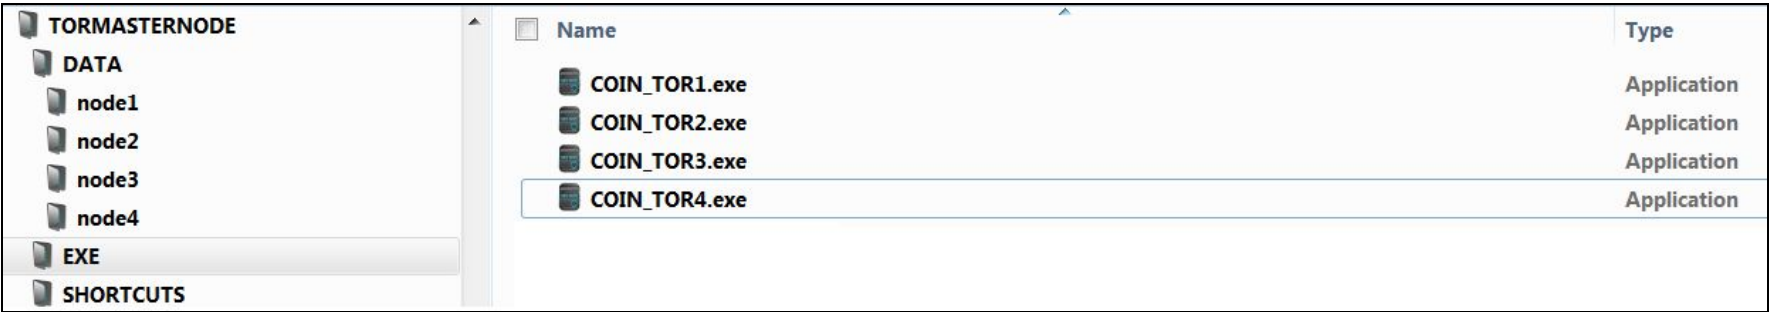 TORMASTERNODE
DATA
node1
node2
node3
node4
EXE
SHORTCUTS
Name Type
COIN_TOR1.exe Application
COIN_TOR2.exe Application
COIN_TOR3.exe Application
COIN_TOR4.exe Application